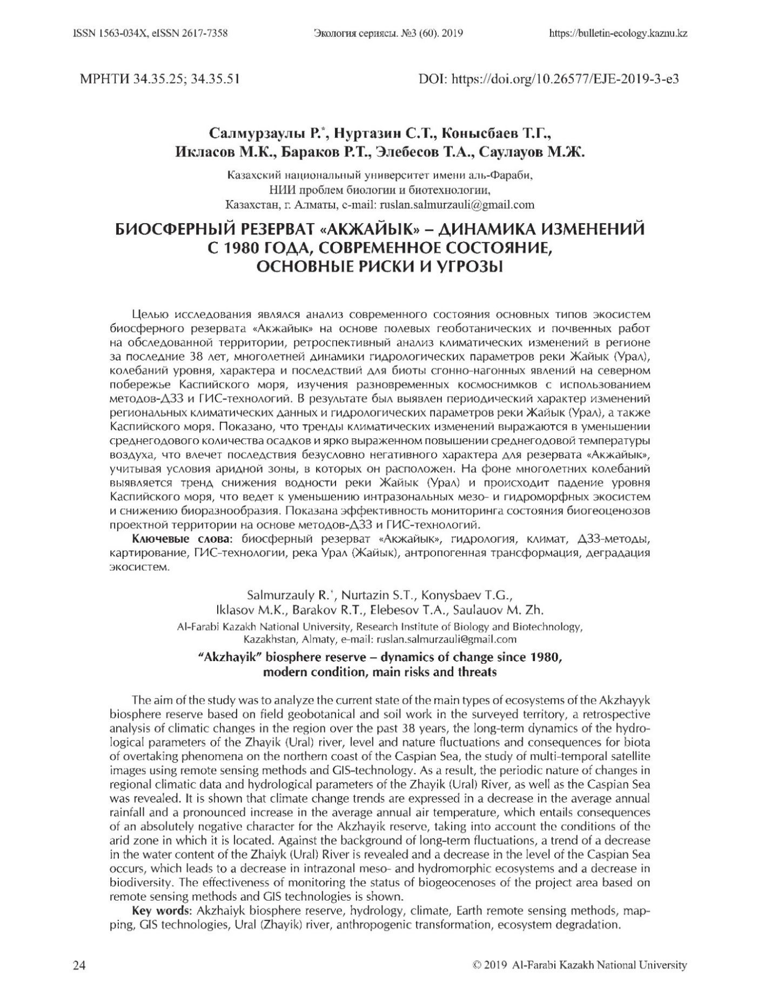 ISSN 1563-034X, eISSN 2617-7358 Экология сериясы. №3 (60). 2019 https://bulletin-ecology.kaznu.kz
МРНТИ 34.35.25; 34.35.51 DOI: https://doi.org/10.26577/EJE-2019-3-e3
Салмурзаулы Р.*, Нуртазин С.Т., Конысбаев Т.Г.,
Икласов М.К., Бараков Р.Т., Элебесов Т.А., Саулауов М.Ж.
Казахский национальный университет имени аль-Фараби,
НИИ проблем биологии и биотехнологии,
Казахстан, г. Алматы, e-mail: ruslan.salmurzauli@gmail.com
БИОСФЕРНЫЙ РЕЗЕРВАТ «АКЖАЙЫК» – ДИНАМИКА ИЗМЕНЕНИЙ
С 1980 ГОДА, СОВРЕМЕННОЕ СОСТОЯНИЕ,
ОСНОВНЫЕ РИСКИ И УГРОЗЫ
Целью исследования являлся анализ современного состояния основных типов экосистем
биосферного резервата «Акжайык» на основе полевых геоботанических и почвенных работ
на обследованной территории, ретроспективный анализ климатических изменений в регионе
за последние 38 лет, многолетней динамики гидрологических параметров реки Жайык (Урал),
колебаний уровня, характера и последствий для биоты сгонно-нагонных явлений на северном
побережье Каспийского моря, изучения разновременных космоснимков с использованием
методов-ДЗЗ и ГИС-технологий. В результате был выявлен периодический характер изменений
региональных климатических данных и гидрологических параметров реки Жайык (Урал), а также
Каспийского моря. Показано, что тренды климатических изменений выражаются в уменьшении
среднегодового количества осадков и ярко выраженном повышении среднегодовой температуры
воздуха, что влечет последствия безусловно негативного характера для резервата «Акжайык»,
учитывая условия аридной зоны, в которых он расположен. На фоне многолетних колебаний
выявляется тренд снижения водности реки Жайык (Урал) и происходит падение уровня
Каспийского моря, что ведет к уменьшению интразональных мезо- и гидроморфных экосистем
и снижению биоразнообразия. Показана эффективность мониторинга состояния биогеоценозов
проектной территории на основе методов-ДЗЗ и ГИС-технологий.
Ключевые слова: биосферный резерват «Акжайык», гидрология, климат, ДЗЗ-методы,
картирование, ГИС-технологии, река Урал (Жайык), антропогенная трансформация, деградация
экосистем.
Salmurzauly R.*, Nurtazin S.T., Konysbaev T.G.,
Iklasov M.K., Barakov R.T., Elebesov T.A., Saulauov M. Zh.
Al-Farabi Kazakh National University, Research Institute of Biology and Biotechnology,
Kazakhstan, Almaty, e-mail: ruslan.salmurzauli@gmail.com
“Akzhayik” biosphere reserve – dynamics of change since 1980,
modern condition, main risks and threats
The aim of the study was to analyze the current state of the main types of ecosystems of the Akzhayyk
biosphere reserve based on field geobotanical and soil work in the surveyed territory, a retrospective
analysis of climatic changes in the region over the past 38 years, the long-term dynamics of the hydro-
logical parameters of the Zhayik (Ural) river, level and nature fluctuations and consequences for biota
of overtaking phenomena on the northern coast of the Caspian Sea, the study of multi-temporal satellite
images using remote sensing methods and GIS-technology. As a result, the periodic nature of changes in
regional climatic data and hydrological parameters of the Zhayik (Ural) River, as well as the Caspian Sea
was revealed. It is shown that climate change trends are expressed in a decrease in the average annual
rainfall and a pronounced increase in the average annual air temperature, which entails consequences
of an absolutely negative character for the Akzhayik reserve, taking into account the conditions of the
arid zone in which it is located. Against the background of long-term fluctuations, a trend of a decrease
in the water content of the Zhaiyk (Ural) River is revealed and a decrease in the level of the Caspian Sea
occurs, which leads to a decrease in intrazonal meso- and hydromorphic ecosystems and a decrease in
biodiversity. The effectiveness of monitoring the status of biogeocenoses of the project area based on
remote sensing methods and GIS technologies is shown.
Key words: Akzhaiyk biosphere reserve, hydrology, climate, Earth remote sensing methods, map-
ping, GIS technologies, Ural (Zhayik) river, anthropogenic transformation, ecosystem degradation.
24 © 2019 Al-Farabi Kazakh National University